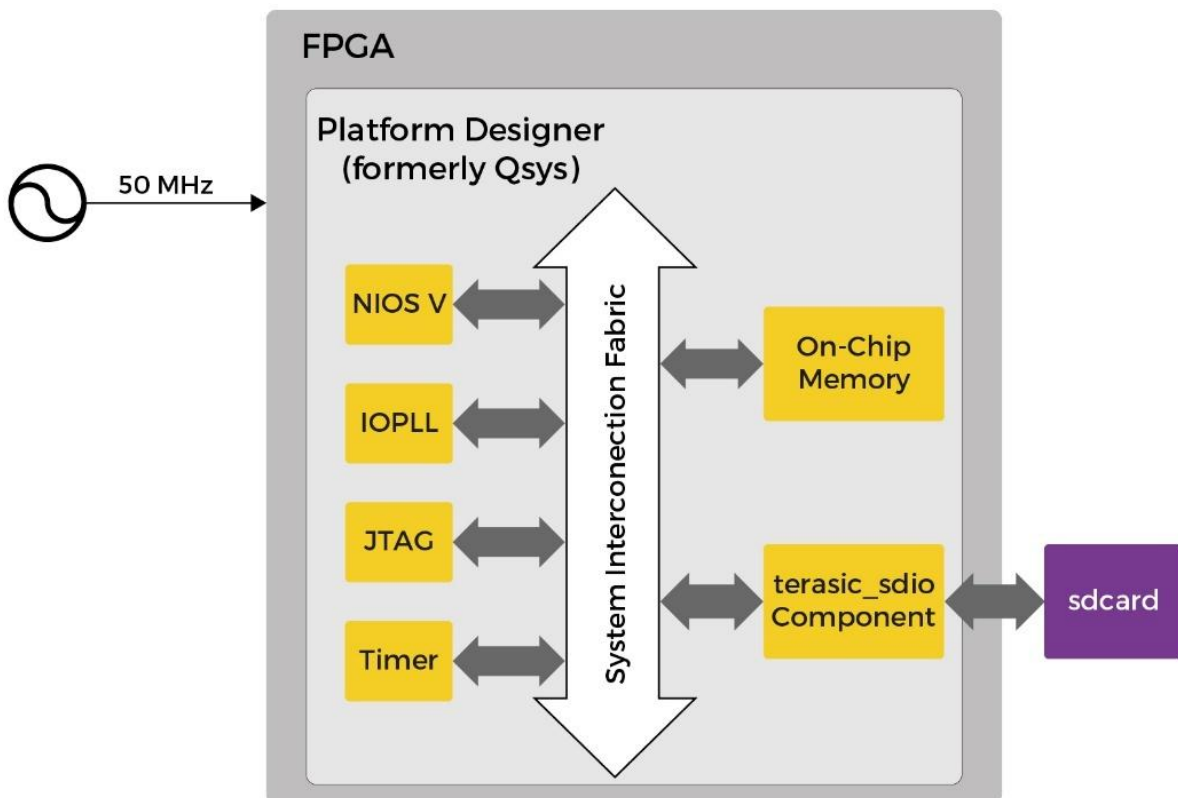 FPGA
Platform Designer
(formerly Qsys)
50 MHz
NIOS V
IOPLL
JTAG
Timer
System Interconection Fabric
On-Chip
Memory
terasic_sdio
Component
sdcard